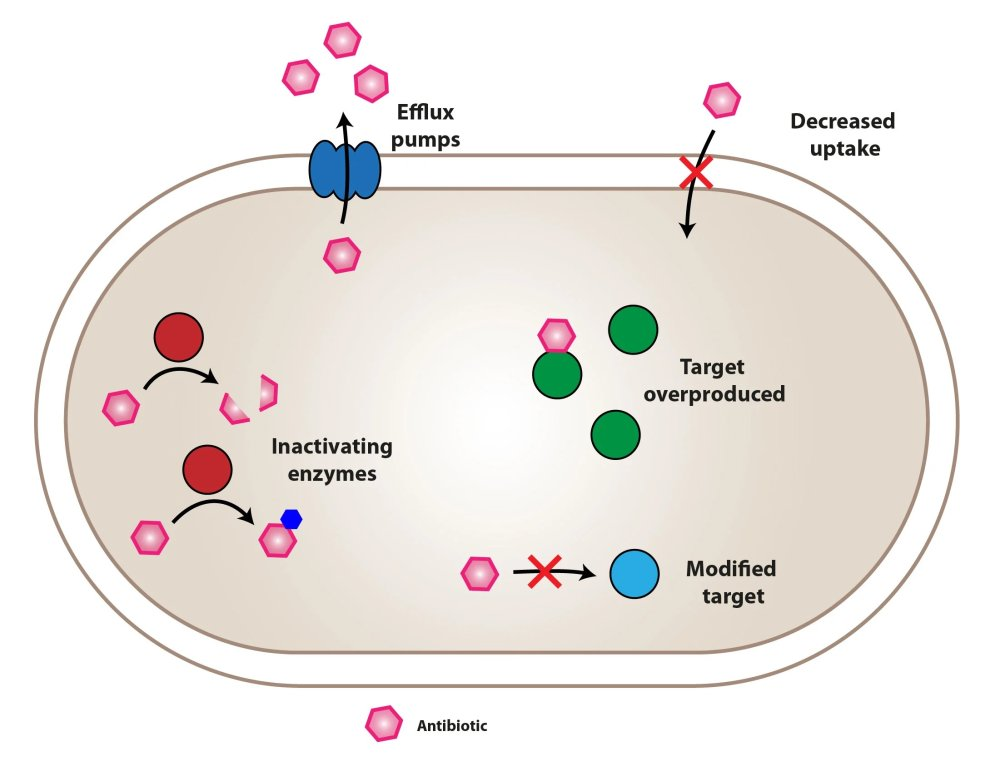 Efflux
pumps
Decreased
uptake
Target
overproduced
Inactivating
enzymes
Modified
target
Antibiotic